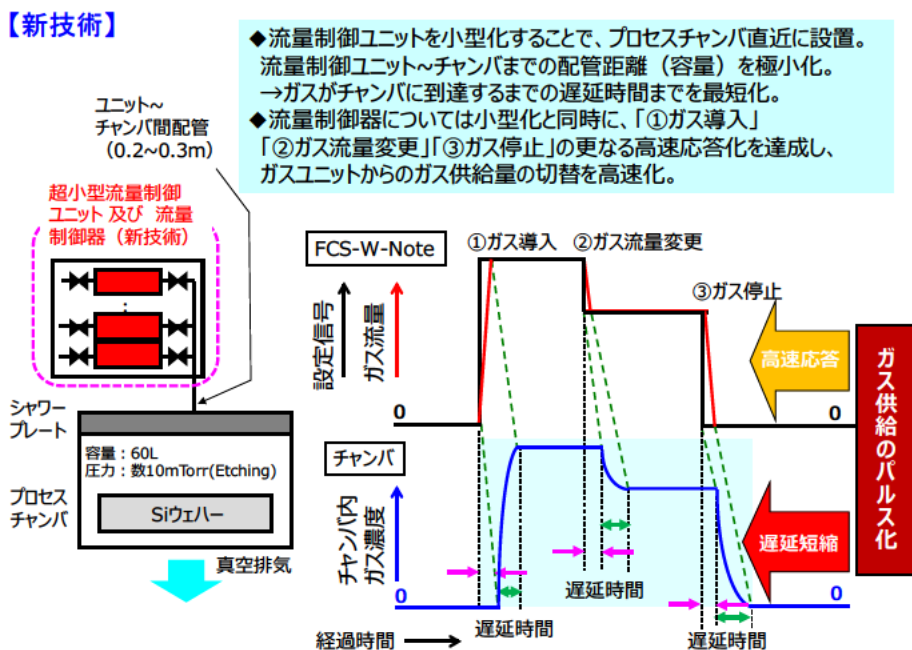 【新技術】
◆流量制御ユニットを小型化することで、プロセスチャンバ直近に設置。
流量制御ユニット~チャンバまでの配管距離（容量）を極小化。
→ガスがチャンバに到達するまでの遅延時間までを最短化。
◆流量制御器については小型化と同時に、「①ガス導入」
「②ガス流量変更」「③ガス停止」の更なる高速応答化を達成し、
ガスユニットからのガス供給量の切替を高速化。
ユニット~
チャンバ間配管
（0.2~0.3m）
超小型流量制御
ユニット 及び 流量
制御器（新技術）
:
シャワー
プレート
容量：60L
圧力：数10mTorr(Etching)
プロセス
チャンバ
Siウェハー
真空排気
FCS-W-Note
①ガス導入
②ガス流量変更
③ガス停止
設定信号
ガス流量
0
0
高速応答
チャンバ
チャンバ内
ガス濃度
0
0
遅延時間
遅延時間
遅延時間
経過時間
遅延短縮
ガス供給のパルス化